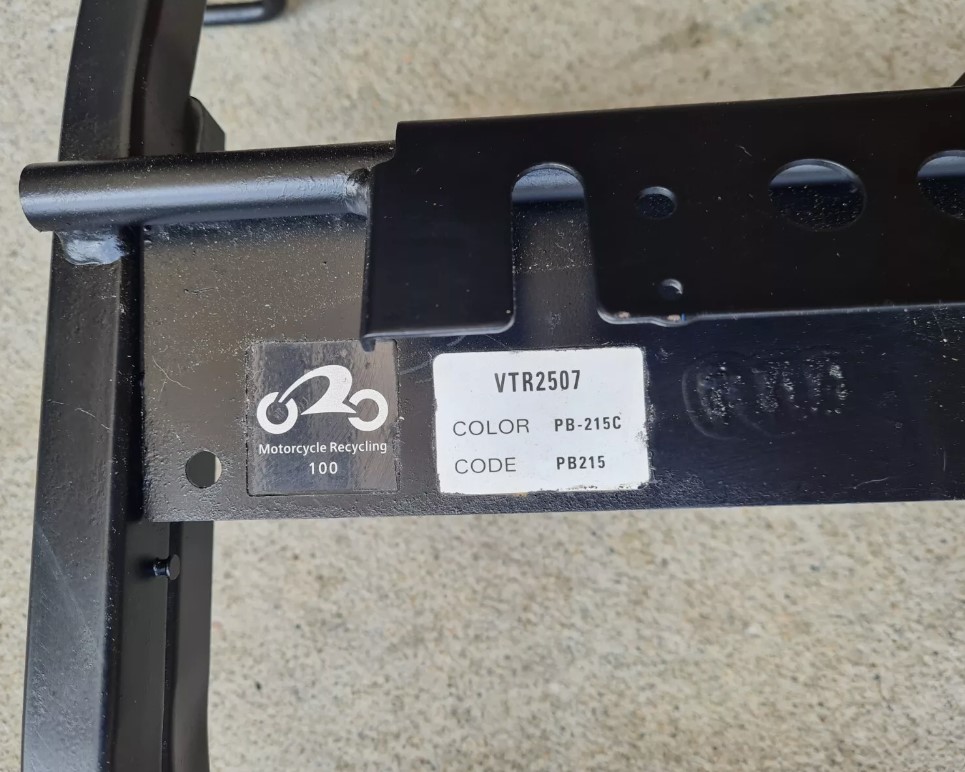 Motorcycle Recycling
100
VTR2507
COLOR PB-215C
CODE PB215